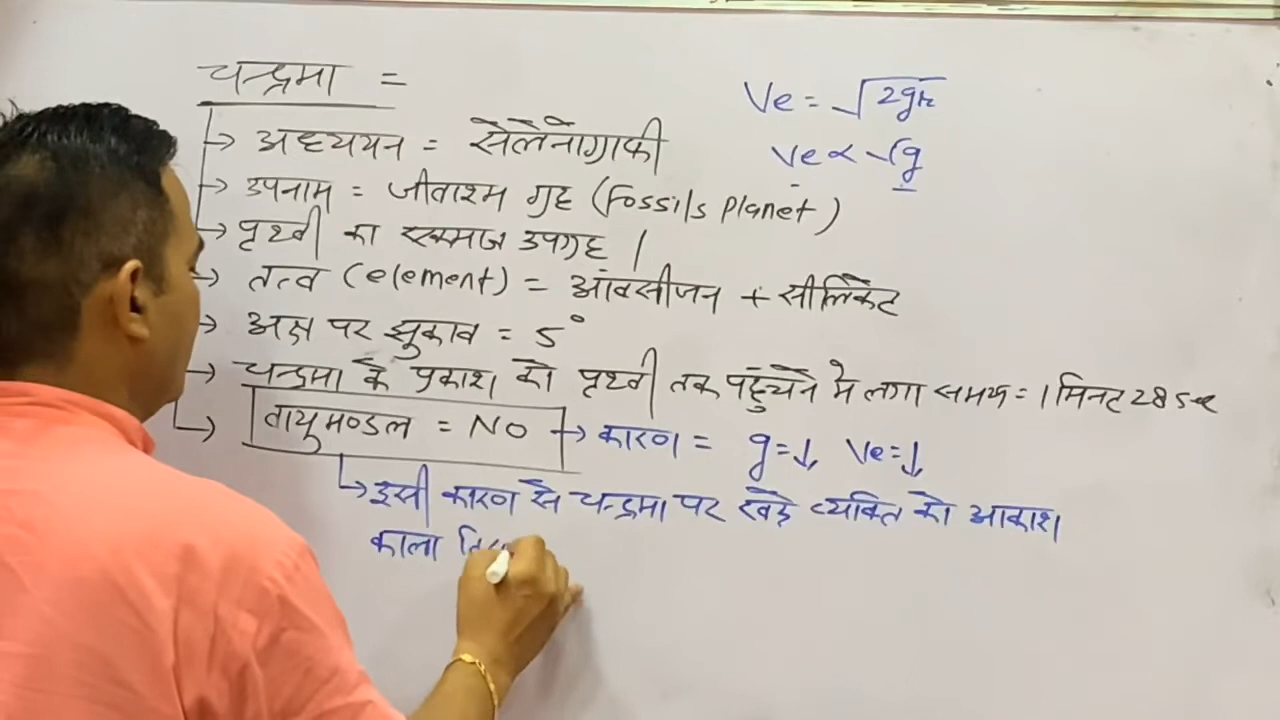 चन्द्रमा =
→ अध्ययन = सेलेनोग्राफी
→ उपनाम = जीवाश्म गृह (Fossils Planet)
→ पृथ्वी का एकमात्र उपग्रह |
→ तत्व (element) = ऑक्सीजन + सीलिकेट
→ अक्ष पर झुकाव = 5°
→ चन्द्रमा के प्रकाश को पृथ्वी तक पहुँचने मे लगा समय = 1 मिनट 28 sec
→ वायुमण्डल = NO → कारण = g=↓, Ve=↓
→ इसी कारण से चन्द्रमा पर खड़े व्यक्ति को आकाश
काला
Ve = √2gr
Ve ∝ √g